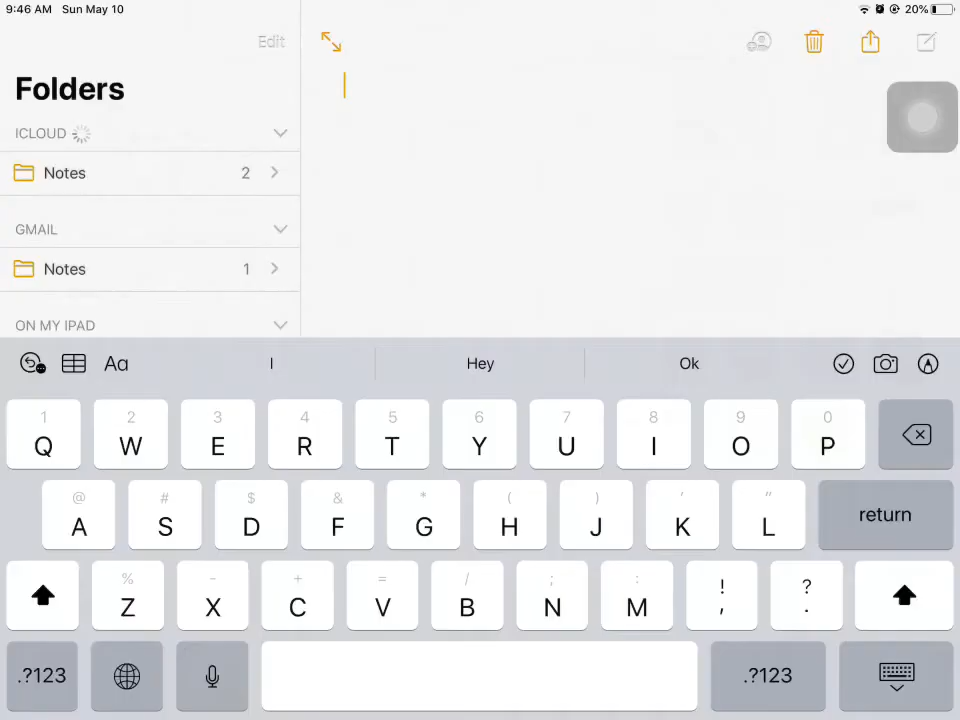 9:46 AM Sun May 10 20%
Edit
Folders
ICLOUD
Notes 2
GMAIL
Notes 1
ON MY IPAD
Aa I Hey Ok
1 2 3 4 5 6 7 8 9 0
Q W E R T Y U I O P
@ # $ & * ( ) ' "
A S D F G H J K L return
% - + = / ; : ! ?
Z X C V B N M , .
.?123 .?123